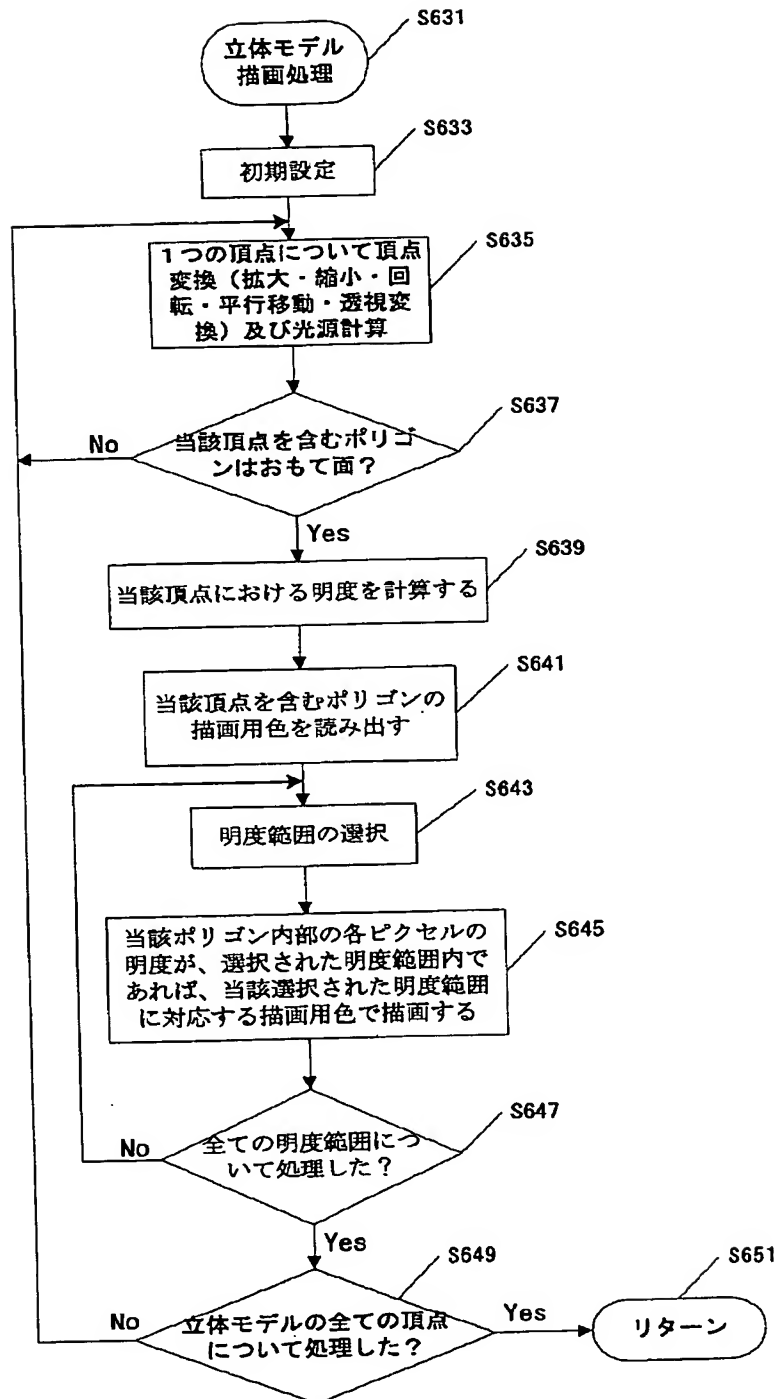 S631
立体モデル
描画処理
S633
初期設定
S635
1つの頂点について頂点
変換（拡大・縮小・回
転・平行移動・透視変
換）及び光源計算
S637
当該頂点を含むポリゴ
ンはおもて面？
No
Yes
S639
当該頂点における明度を計算する
S641
当該頂点を含むポリゴンの
描画用色を読み出す
S643
明度範囲の選択
S645
当該ポリゴン内部の各ピクセルの
明度が、選択された明度範囲内で
あれば、当該選択された明度範囲
に対応する描画用色で描画する
S647
No
全ての明度範囲につ
いて処理した？
Yes
S649
S651
No
立体モデルの全ての頂点
について処理した？
Yes
リターン